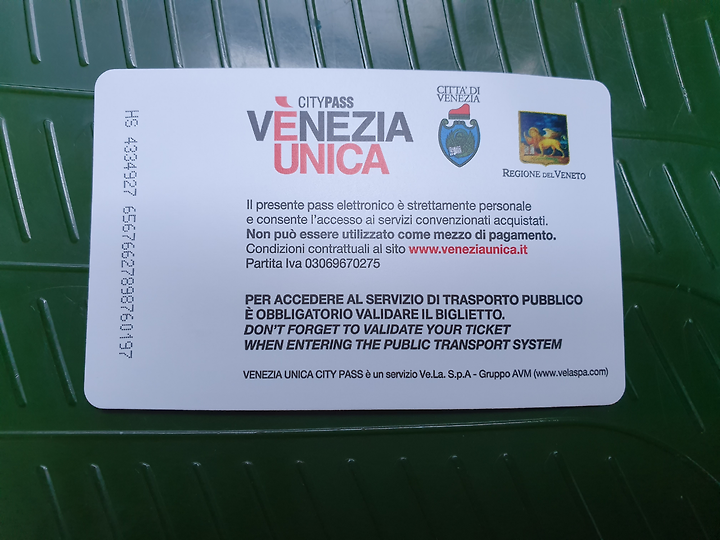 CITYPASS
VÈNEZIA
UNICA
CITTA' DI
VENEZIA
REGIONE DEL VENETO
HS 4334927 6567662789876019​7
Il presente pass elettronico è strettamente personale
e consente l'accesso ai servizi convenzionati acquistati.
Non può essere utilizzato come mezzo di pagamento.
Condizioni contrattuali al sito www.veneziaunica.it
Partita Iva 03069670275
PER ACCEDERE AL SERVIZIO DI TRASPORTO PUBBLICO
È OBBLIGATORIO VALIDARE IL BIGLIETTO.
DON'T FORGET TO VALIDATE YOUR TICKET
WHEN ENTERING THE PUBLIC TRANSPORT SYSTEM
VENEZIA UNICA CITY PASS è un servizio Ve.La. S.p.A - Gruppo AVM (www.velaspa.com)